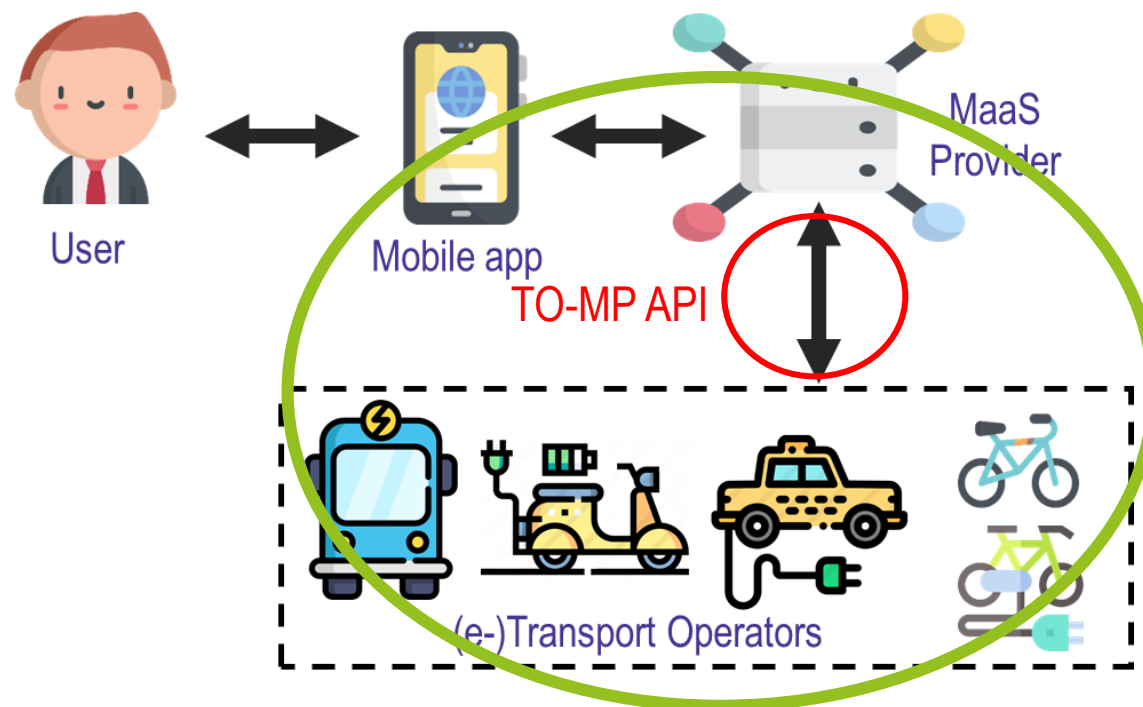 MaaS
Provider
User
Mobile app
TO-MP API
(e-)Transport Operators